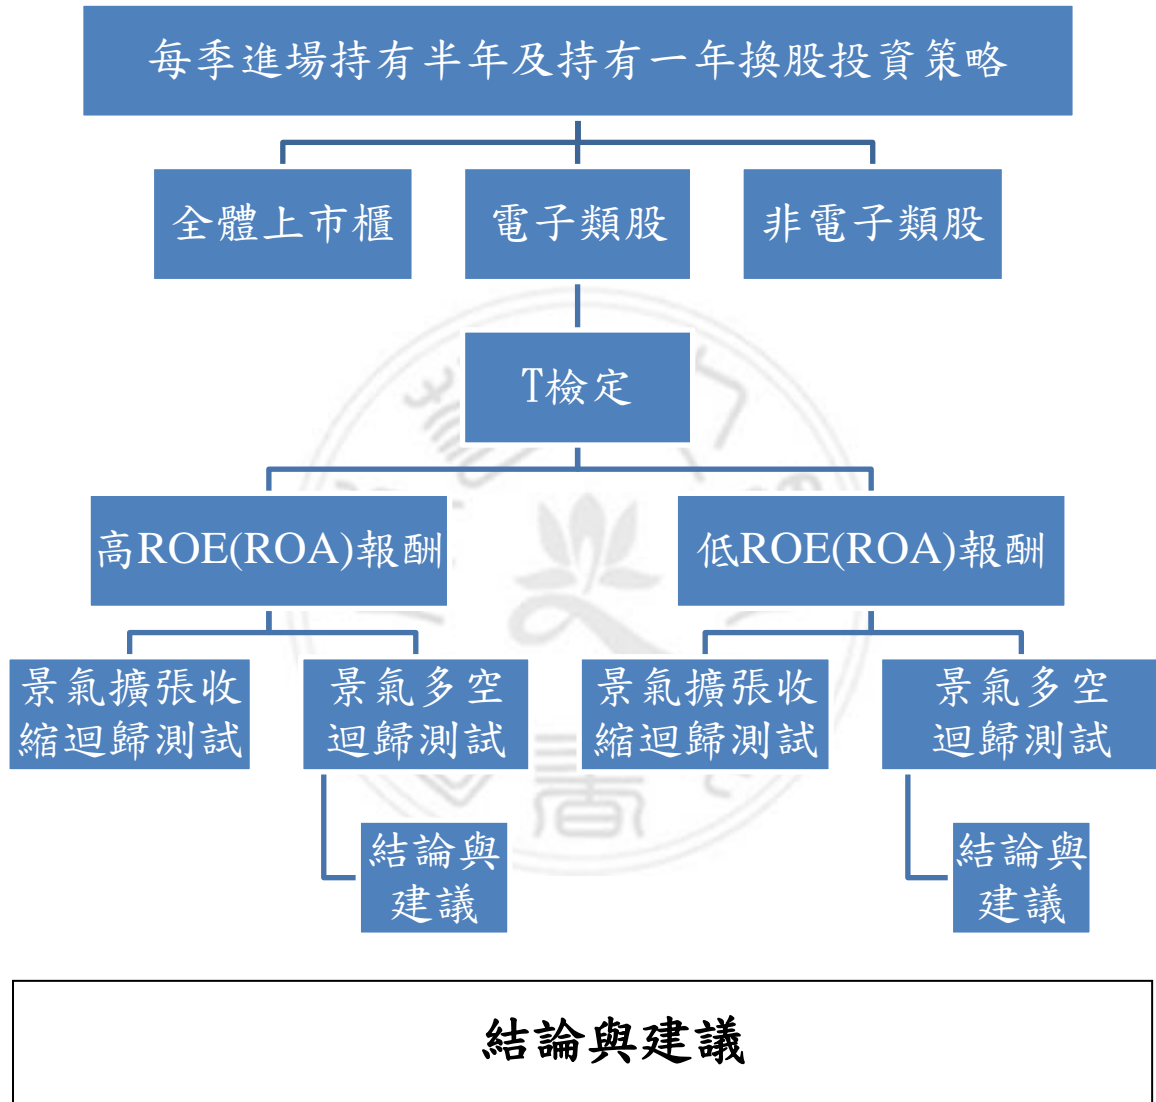 每季進場持有半年及持有一年換股投資策略
全體上市櫃
電子類股
非電子類股
T檢定
高ROE(ROA)報酬
低ROE(ROA)報酬
景氣擴張收
縮迴歸測試
景氣多空
迴歸測試
景氣擴張收
縮迴歸測試
景氣多空
迴歸測試
結論與
建議
結論與
建議
結論與建議